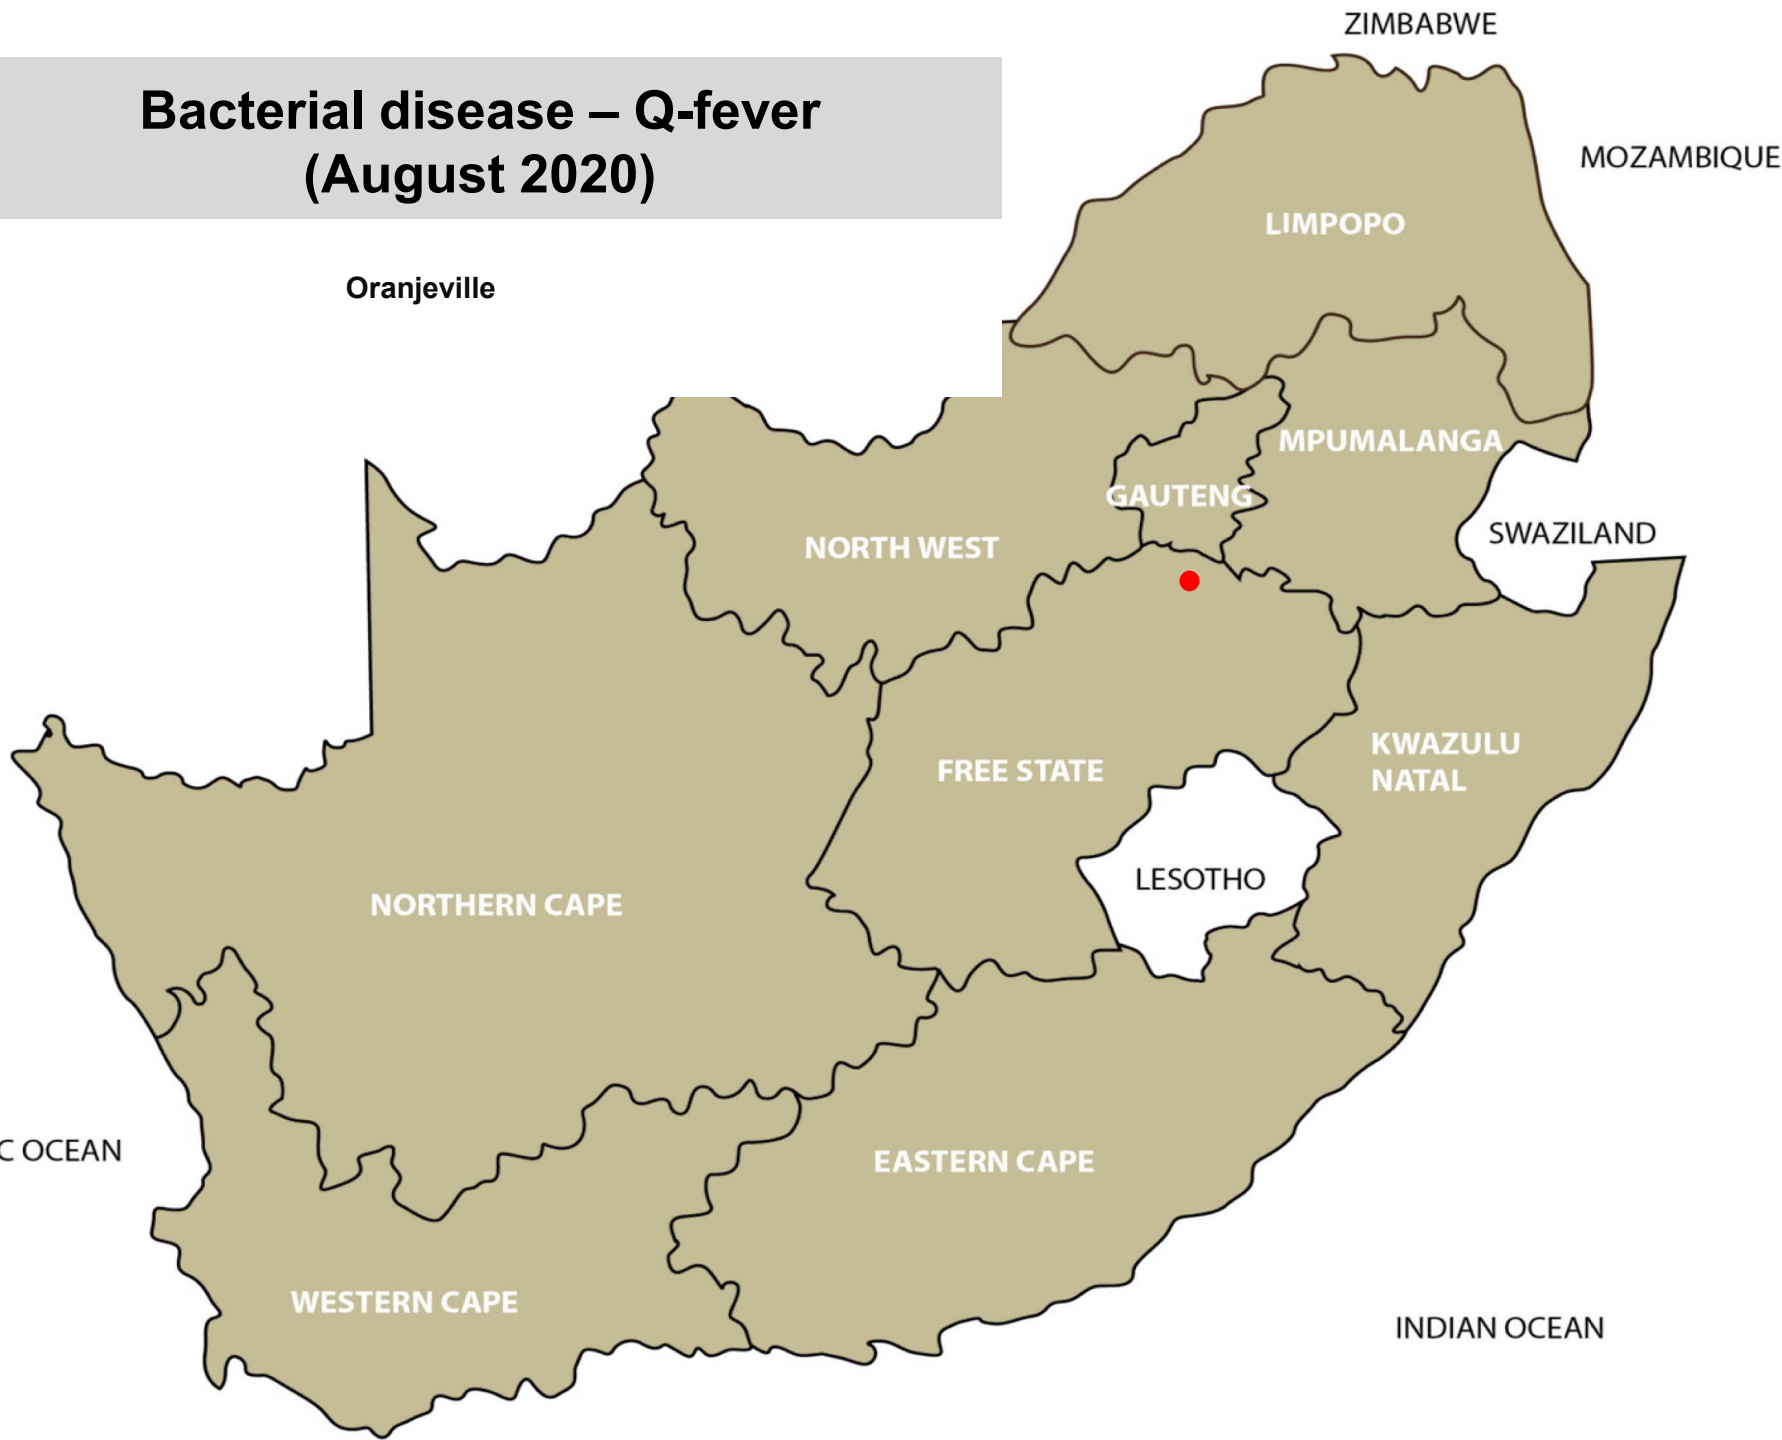 ZIMBABWE
Bacterial disease – Q-fever
(August 2020)
MOZAMBIQUE
LIMPOPO
Oranjeville
MPUMALANGA
GAUTENG
SWAZILAND
NORTH WEST
KWAZULU
NATAL
FREE STATE
LESOTHO
NORTHERN CAPE
C OCEAN
EASTERN CAPE
WESTERN CAPE
INDIAN OCEAN